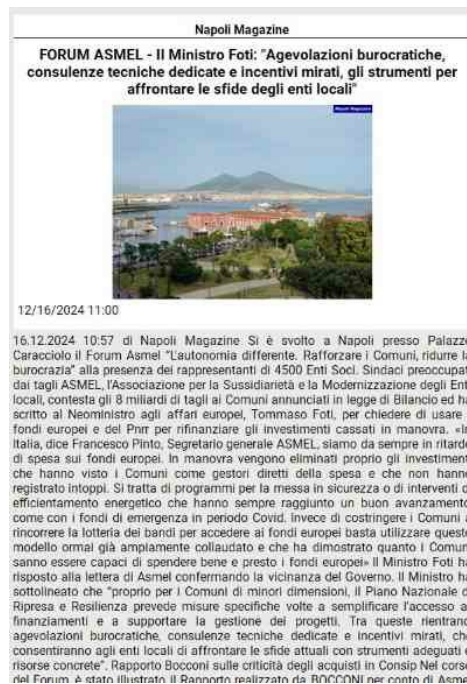 Napoli Magazine
FORUM ASMEL - Il Ministro Foti: "Agevolazioni burocratiche,
consulenze tecniche dedicate e incentivi mirati, gli strumenti per
affrontare le sfide degli enti locali"
Napoli Magazine
12/16/2024 11:00
16.12.2024 10:57 di Napoli Magazine Si è svolto a Napoli presso Palazzo
Caracciolo il Forum Asmel "L'autonomia differente. Rafforzare i Comuni, ridurre la
burocrazia" alla presenza dei rappresentanti di 4500 Enti Soci. Sindaci preoccupati
dai tagli ASMEL, l'Associazione per la Sussidiarietà e la Modernizzazione degli Enti
locali, contesta gli 8 miliardi di tagli ai Comuni annunciati in legge di Bilancio ed ha
scritto al Neoministro agli affari europei, Tommaso Foti, per chiedere di usare i
fondi europei e del Pnrr per rifinanziare gli investimenti cassati in manovra. «In
Italia, dice Francesco Pinto, Segretario generale ASMEL, siamo da sempre in ritardo
di spesa sui fondi europei. In manovra vengono eliminati proprio gli investimenti
che hanno visto i Comuni come gestori diretti della spesa e che non hanno
registrato intoppi. Si tratta di programmi per la messa in sicurezza o di interventi di
efficientamento energetico che hanno sempre raggiunto un buon avanzamento
come con i fondi di emergenza in periodo Covid. Invece di costringere i Comuni a
rincorrere la lotteria dei bandi per accedere ai fondi europei basta utilizzare questo
modello ormai già ampiamente collaudato e che ha dimostrato quanto i Comuni
sanno essere capaci di spendere bene e presto i fondi europei» Il Ministro Foti ha
risposto alla lettera di Asmel confermando la vicinanza del Governo. Il Ministro ha
sottolineato che "proprio per i Comuni di minori dimensioni, il Piano Nazionale di
Ripresa e Resilienza prevede misure specifiche volte a semplificare l'accesso ai
finanziamenti e a supportare la gestione dei progetti. Tra queste rientrano
agevolazioni burocratiche, consulenze tecniche dedicate e incentivi mirati, che
consentiranno agli enti locali di affrontare le sfide attuali con strumenti adeguati e
risorse concrete". Rapporto Bocconi sulle criticità degli acquisti in Consip Nel corso
del Forum, è stato illustrato il Rapporto realizzato da BOCCONI per conto di Asmel